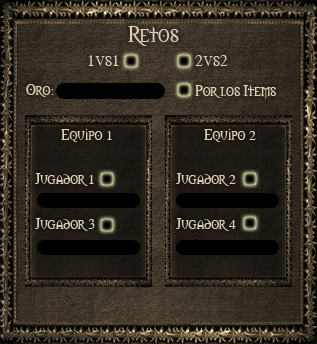 Retos
1vs1 2vs2
Oro: Por los Items
Equipo 1 Equipo 2
Jugador 1 Jugador 2
Jugador 3 Jugador 4